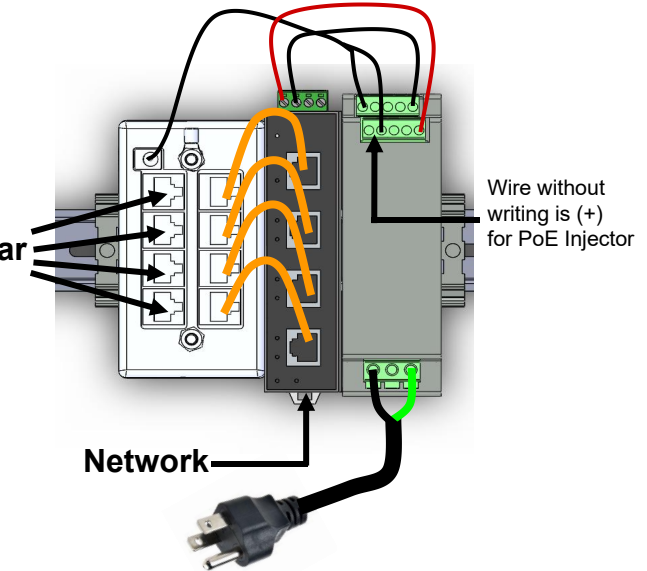 Wire without
writing is (+)
for PoE Injector
ar
Network